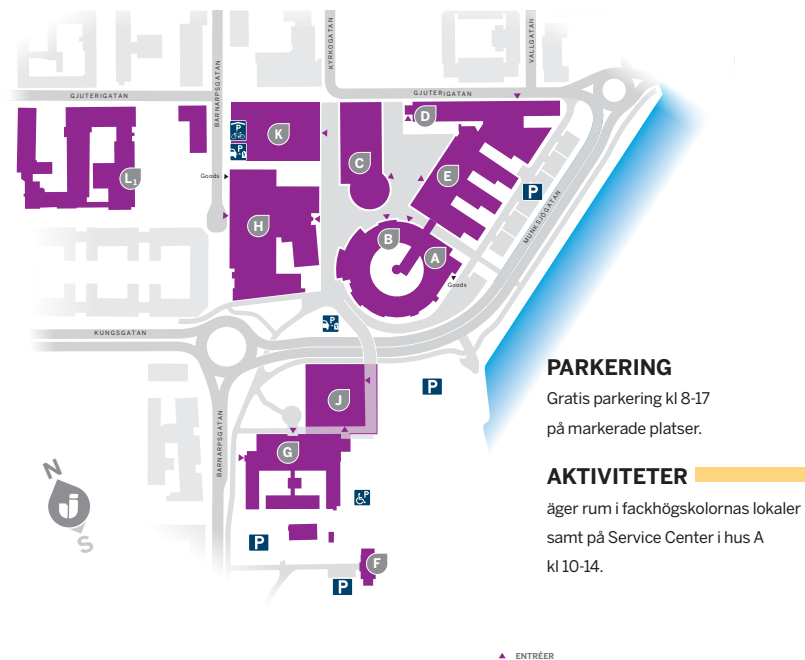 KYRKOGATAN
VALLGATAN
BARNARPSGATAN
GJUTERIGATAN
GJUTERIGATAN
D
P
K
P
C
E
L1
Goods
P
MUNKSJÖGATAN
H
B
A
Goods
P
KUNGSGATAN
PARKERING
Gratis parkering kl 8-17
på markerade platser.
P
J
BARNARPSGATAN
G
AKTIVITETER
äger rum i fackhögskolornas lokaler
samt på Service Center i hus A
kl 10-14.
N
J
S
P
P
F
P
ENTRÉER